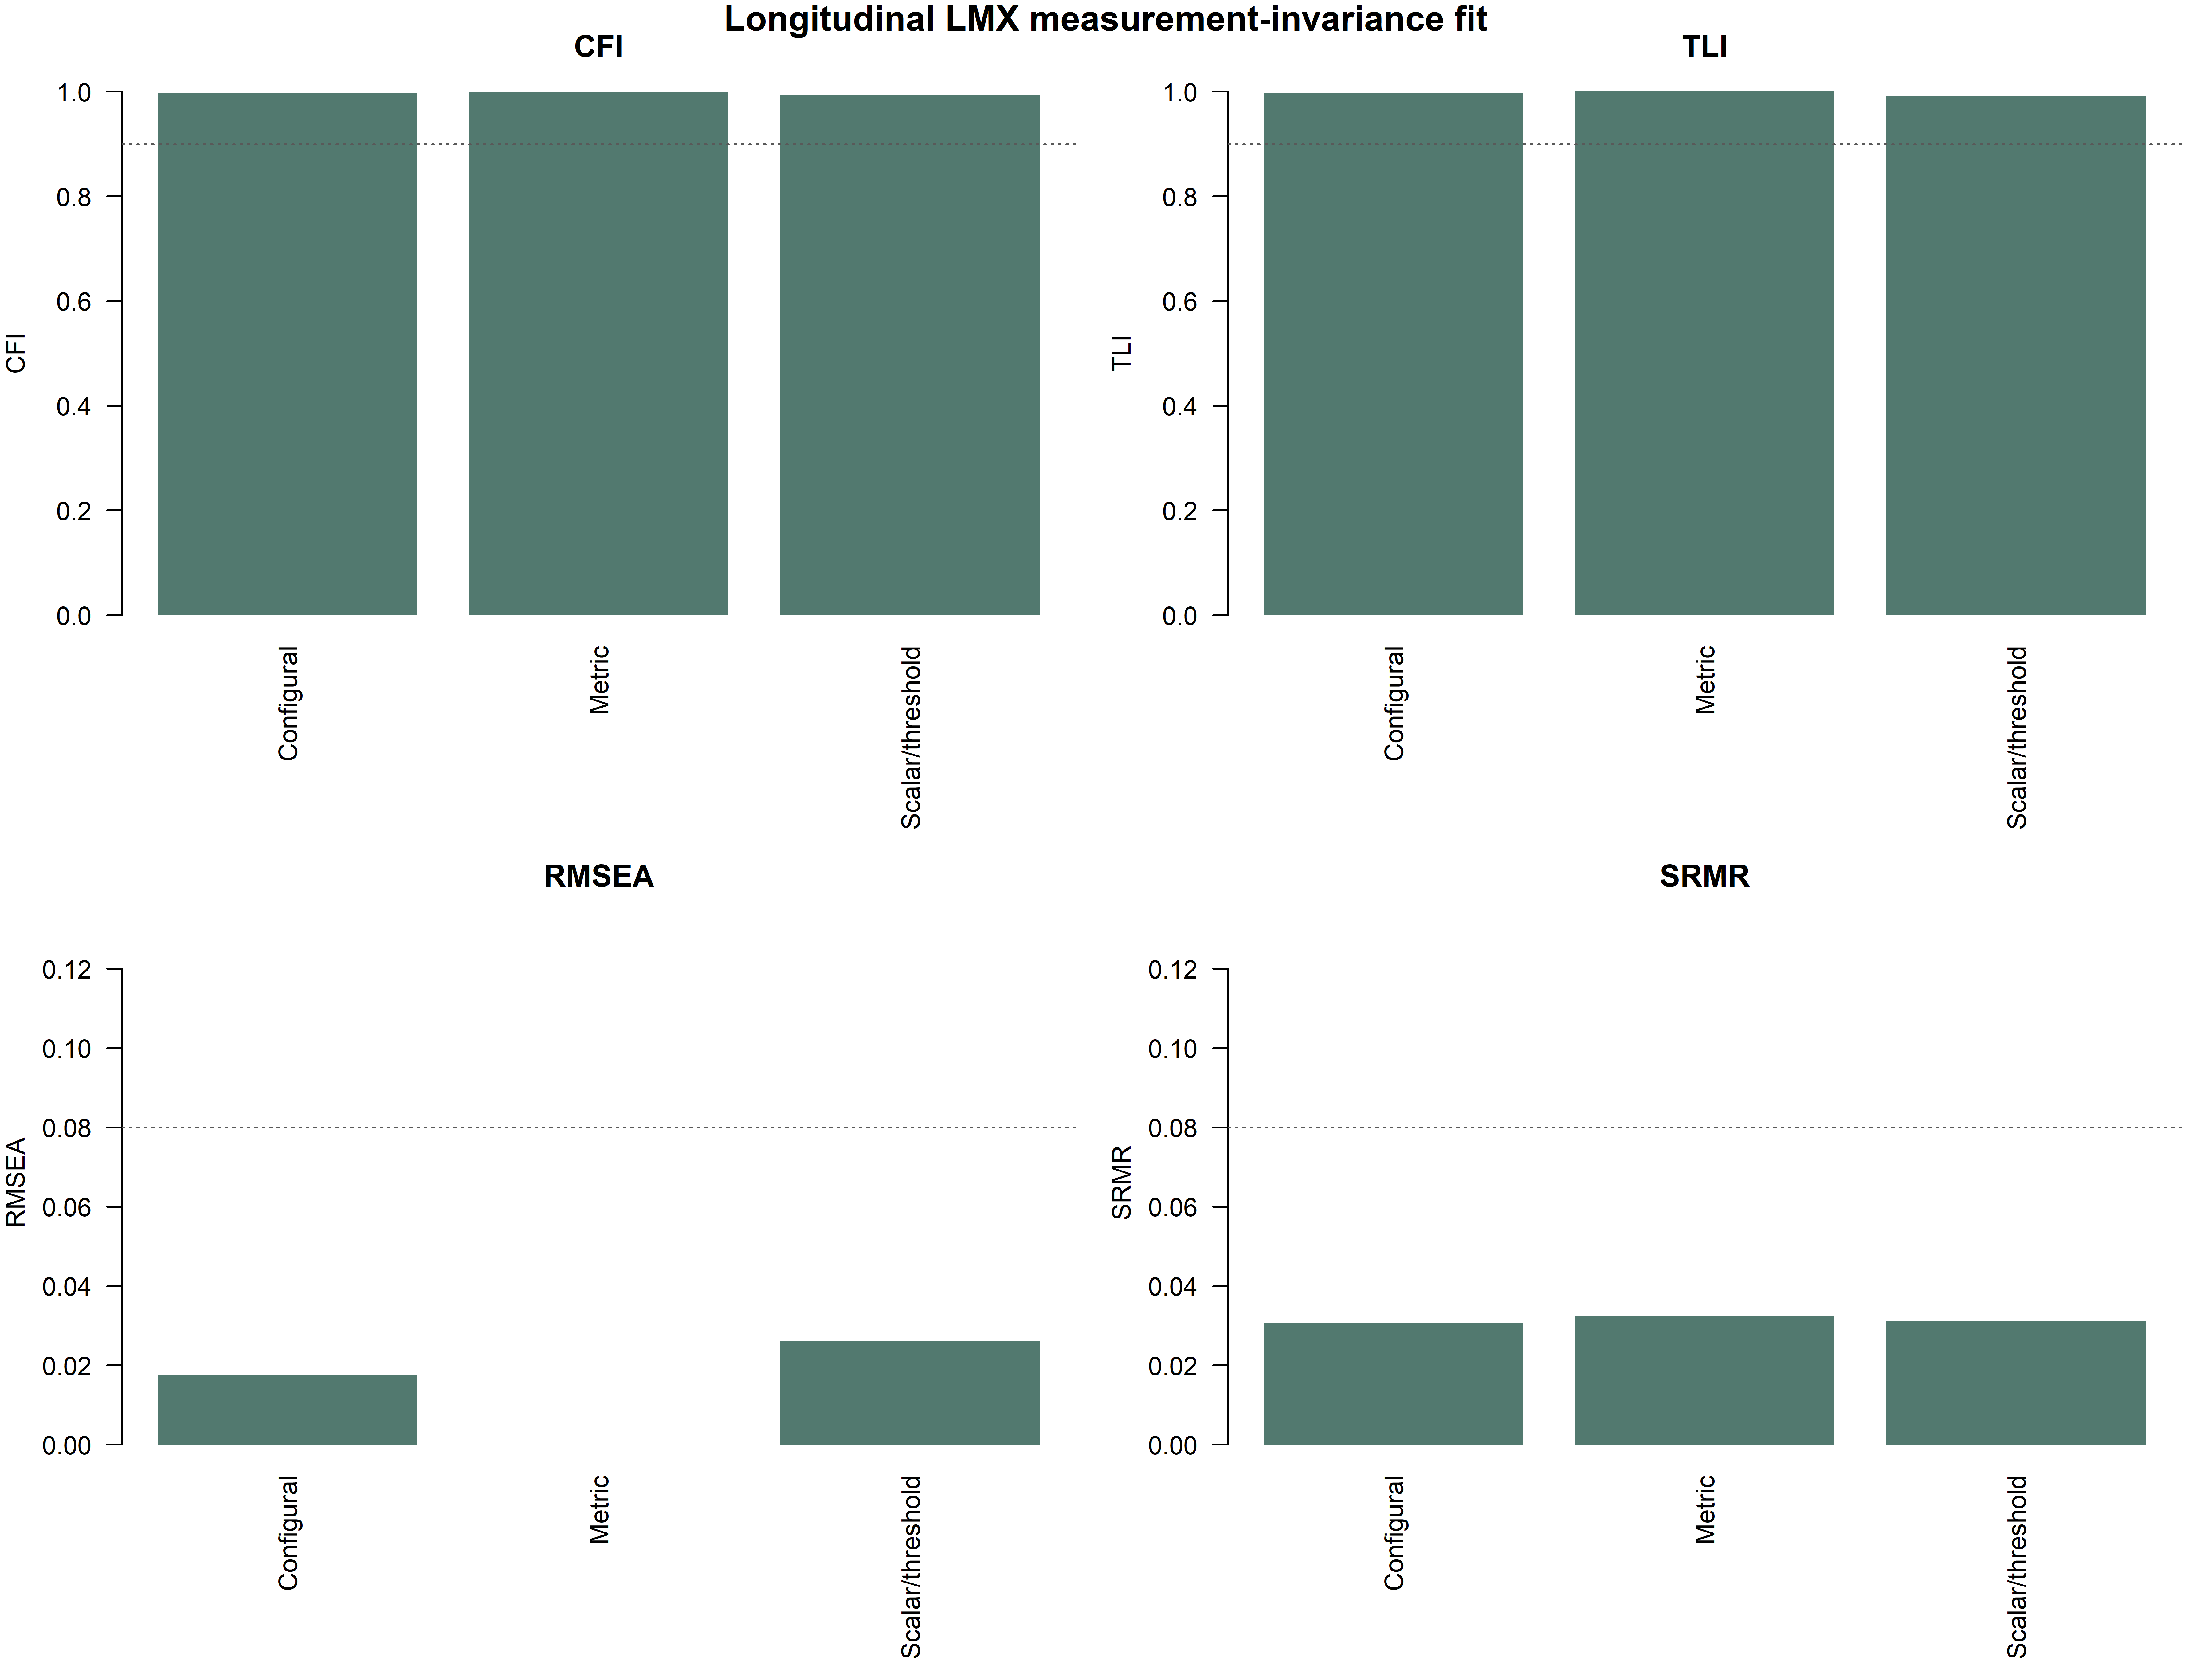 Longitudinal LMX measurement-invariance fit
CFI
1.0
0.8
0.6
0.4
0.2
0.0
CFI
Configural
Metric
Scalar/threshold
TLI
1.0
0.8
0.6
0.4
0.2
0.0
TLI
Configural
Metric
Scalar/threshold
RMSEA
0.12
0.10
0.08
0.06
0.04
0.02
0.00
RMSEA
Configural
Metric
Scalar/threshold
SRMR
0.12
0.10
0.08
0.06
0.04
0.02
0.00
SRMR
Configural
Metric
Scalar/threshold